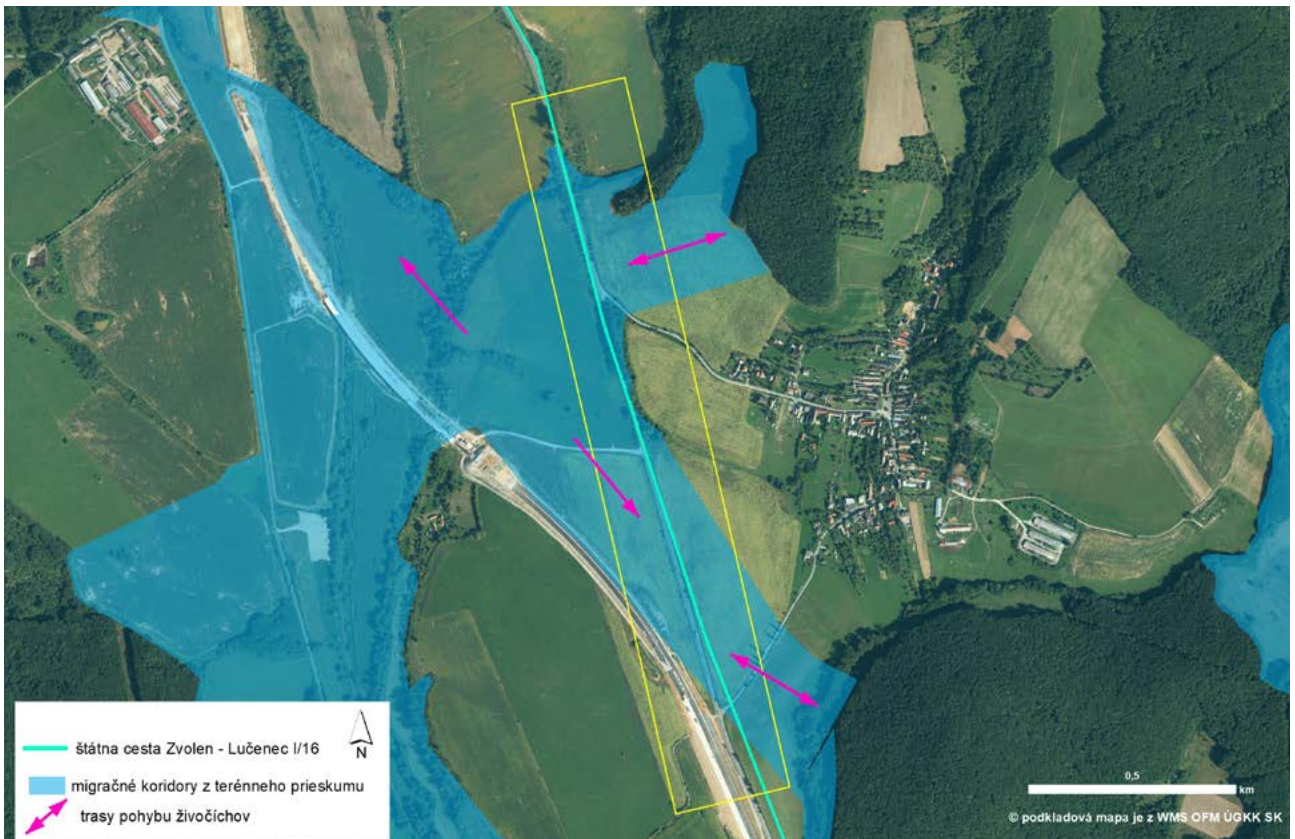 štátna cesta Zvolen - Lučenec I/16
N
migračné koridory z terénneho prieskumu
trasy pohybu živočíchov
0,5
km
© podkladová mapa je z WMS OFM ÚGKK SK